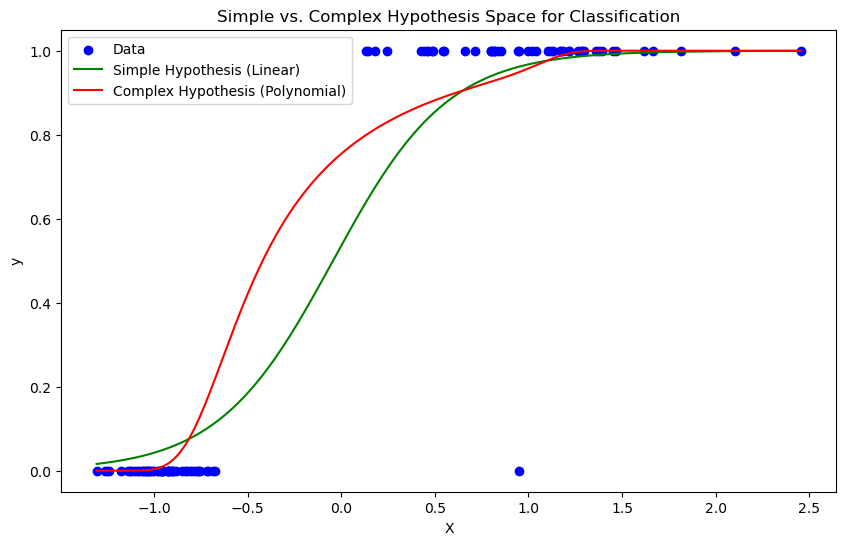 Simple vs. Complex Hypothesis Space for Classification
Data
Simple Hypothesis (Linear)
Complex Hypothesis (Polynomial)
1.0
0.8
0.6
0.4
0.2
0.0
y
−1.0 −0.5 0.0 0.5 1.0 1.5 2.0 2.5
X